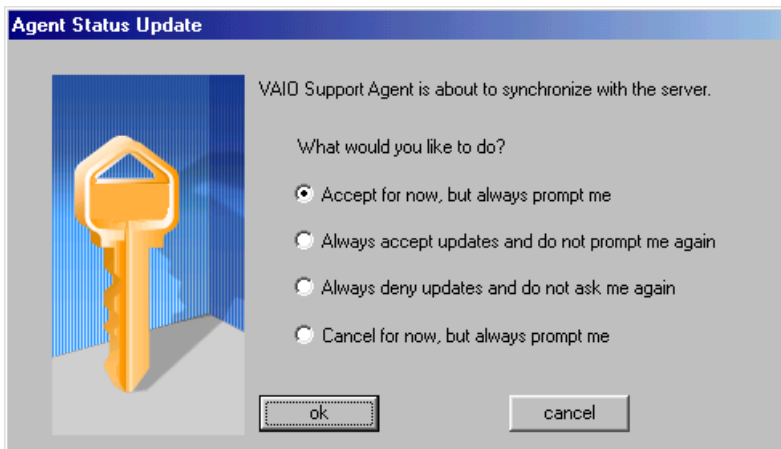 Agent Status Update
VAIO Support Agent is about to synchronize with the server.
What would you like to do?
Accept for now, but always prompt me
Always accept updates and do not prompt me again
Always deny updates and do not ask me again
Cancel for now, but always prompt me
ok
cancel